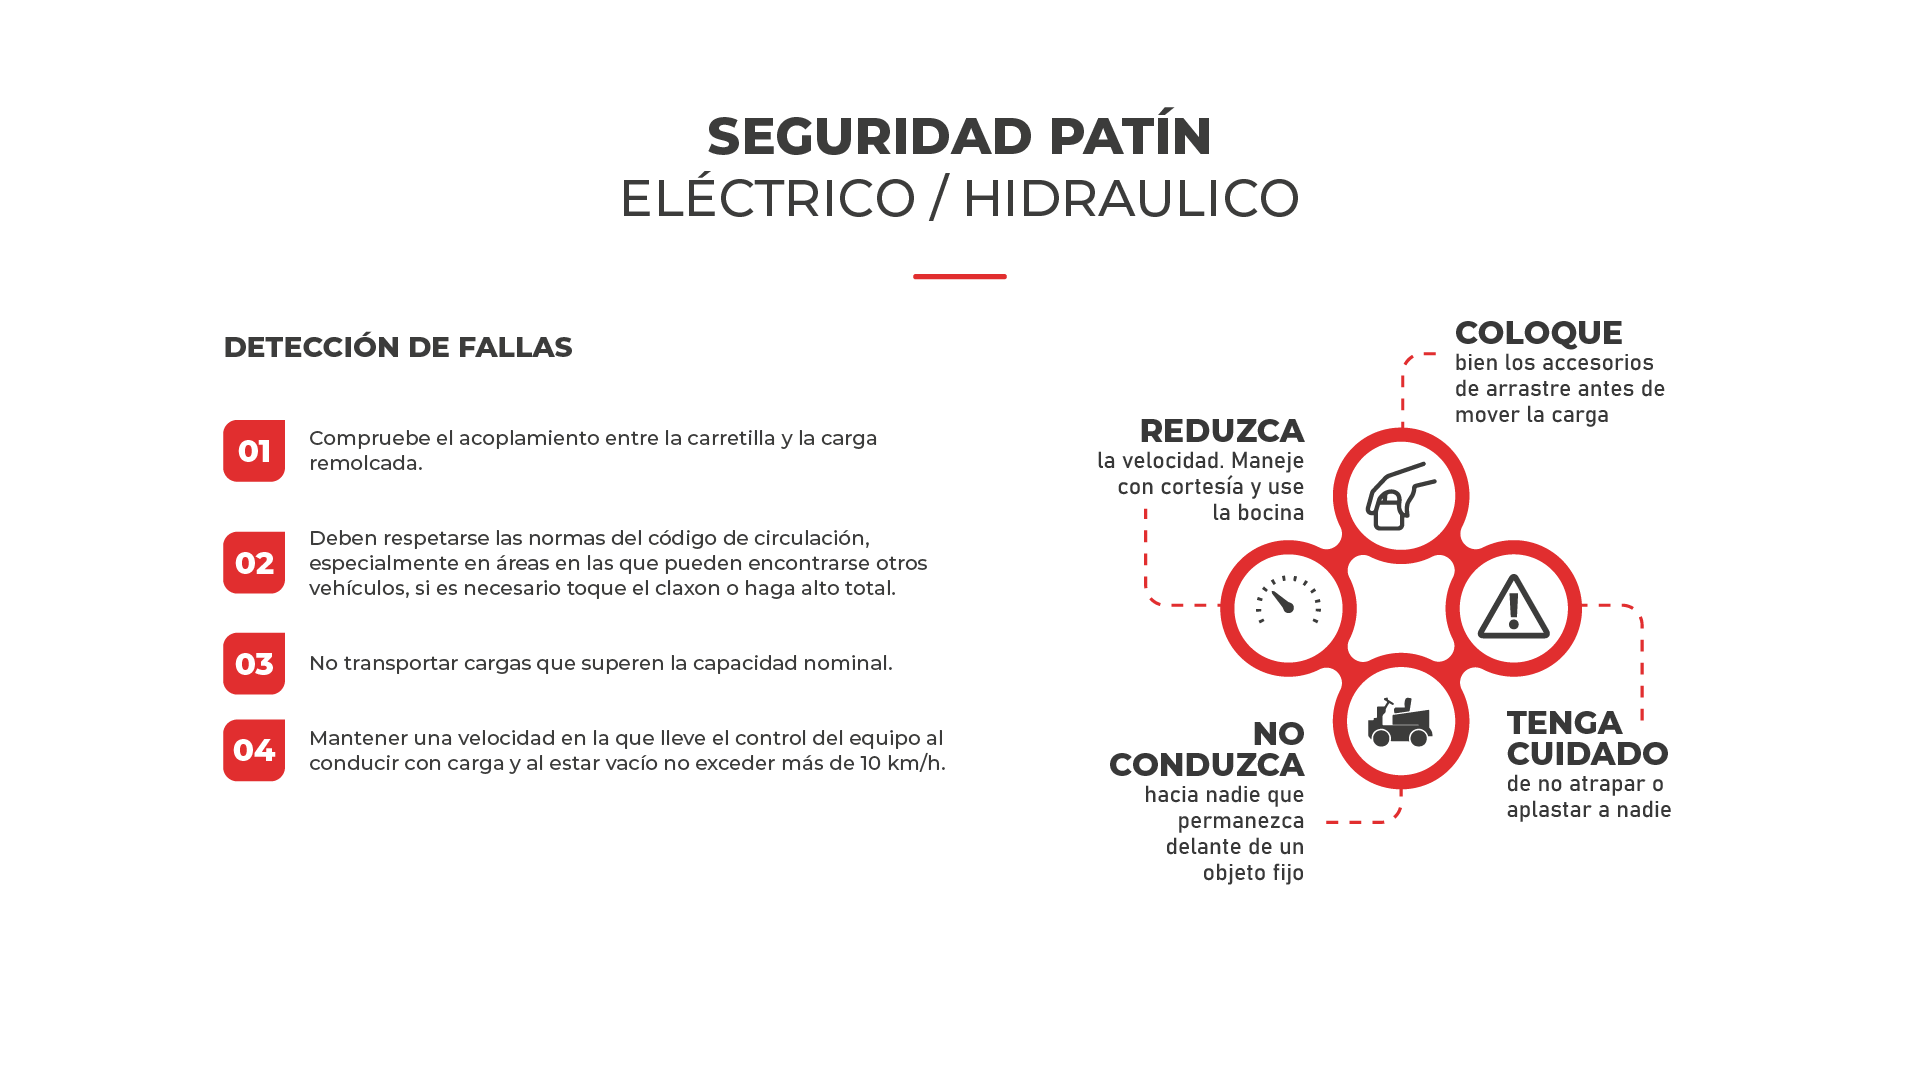 SEGURIDAD PATÍN
ELÉCTRICO / HIDRAULICO
DETECCIÓN DE FALLAS
01
Compruebe el acoplamiento entre la carretilla y la carga
remolcada.
02
Deben respetarse las normas del código de circulación,
especialmente en áreas en las que pueden encontrarse otros
vehículos, si es necesario toque el claxon o haga alto total.
03
No transportar cargas que superen la capacidad nominal.
04
Mantener una velocidad en la que lleve el control del equipo al
conducir con carga y al estar vacío no exceder más de 10 km/h.
COLOQUE
bien los accesorios
de arrastre antes de
mover la carga
REDUZCA
la velocidad. Maneje
con cortesía y use
la bocina
NO
CONDUZCA
hacia nadie que
permanezca
delante de un
objeto fijo
TENGA
CUIDADO
de no atrapar o
aplastar a nadie